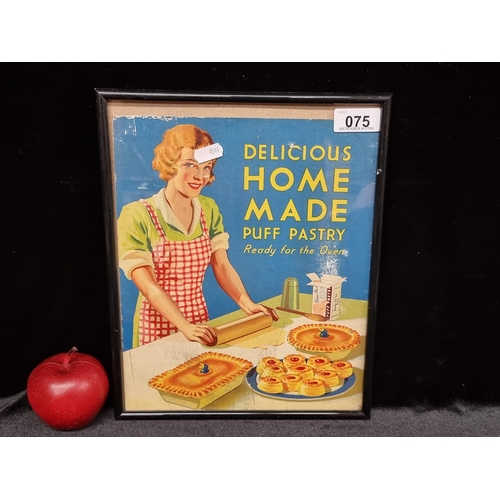 075
DELICIOUS
HOME
MADE
PUFF PASTRY
Ready for the Oven